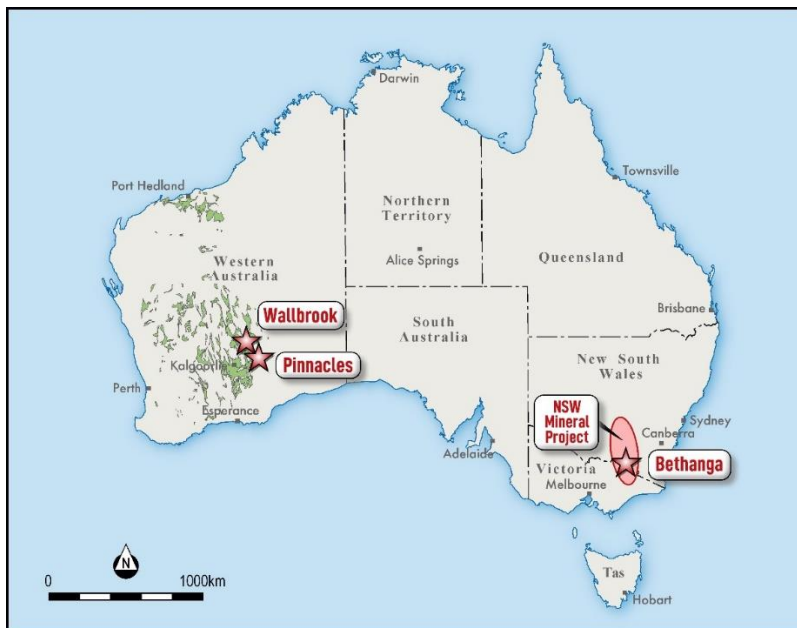 Darwin
Townsville
Port Hedland
Northern
Territory
Alice Springs
Queensland
Western
Australia
Wallbrook
Brisbane
South
Australia
Pinnacles
New South
Wales
Perth
Esperance
NSW
Mineral
Project
Sydney
Canberra
Adelaide
Victoria
Bethanga
Melbourne
N
0
1000km
Tas
Hobart